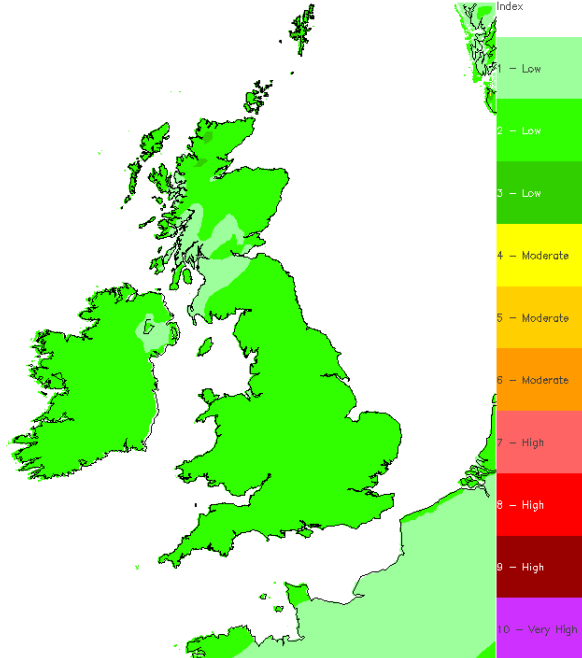 Index
1 – Low
2 – Low
3 – Low
4 – Moderate
5 – Moderate
6 – Moderate
7 – High
8 – High
9 – High
10 – Very High